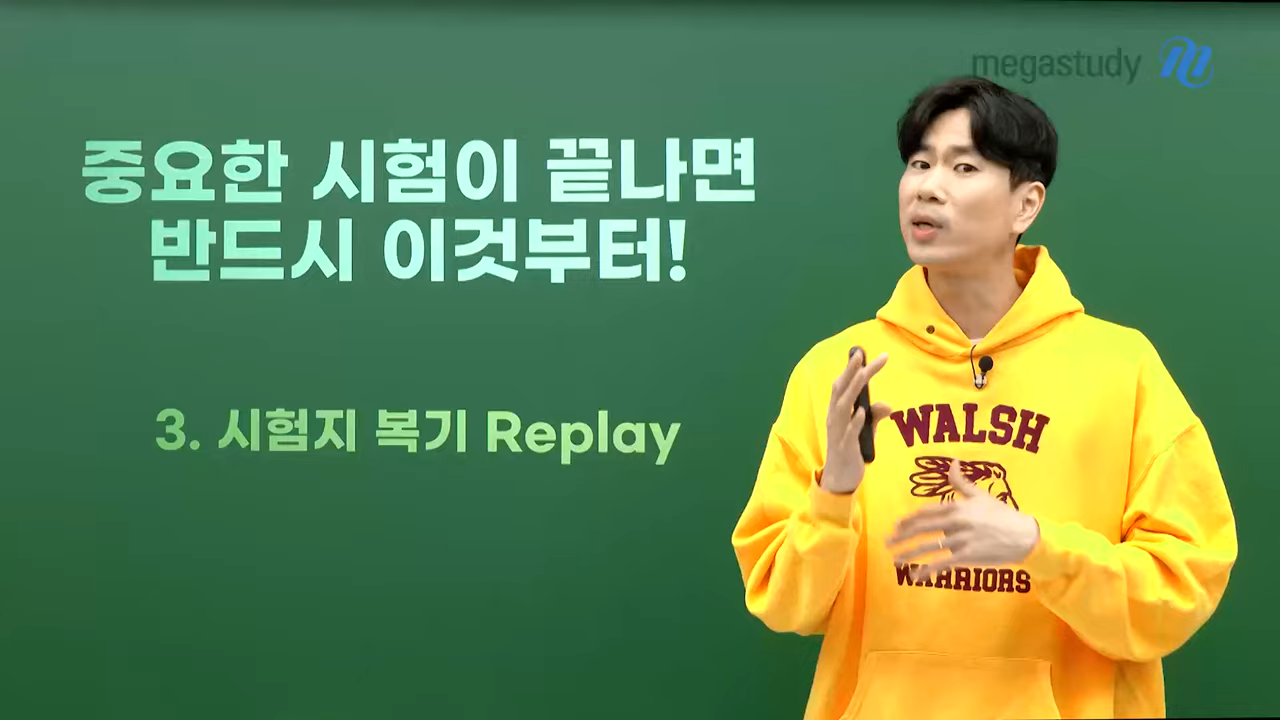 megastudy
중요한 시험이 끝나면
반드시 이것부터!
3. 시험지 복기 Replay
WALSH
WARRIORS